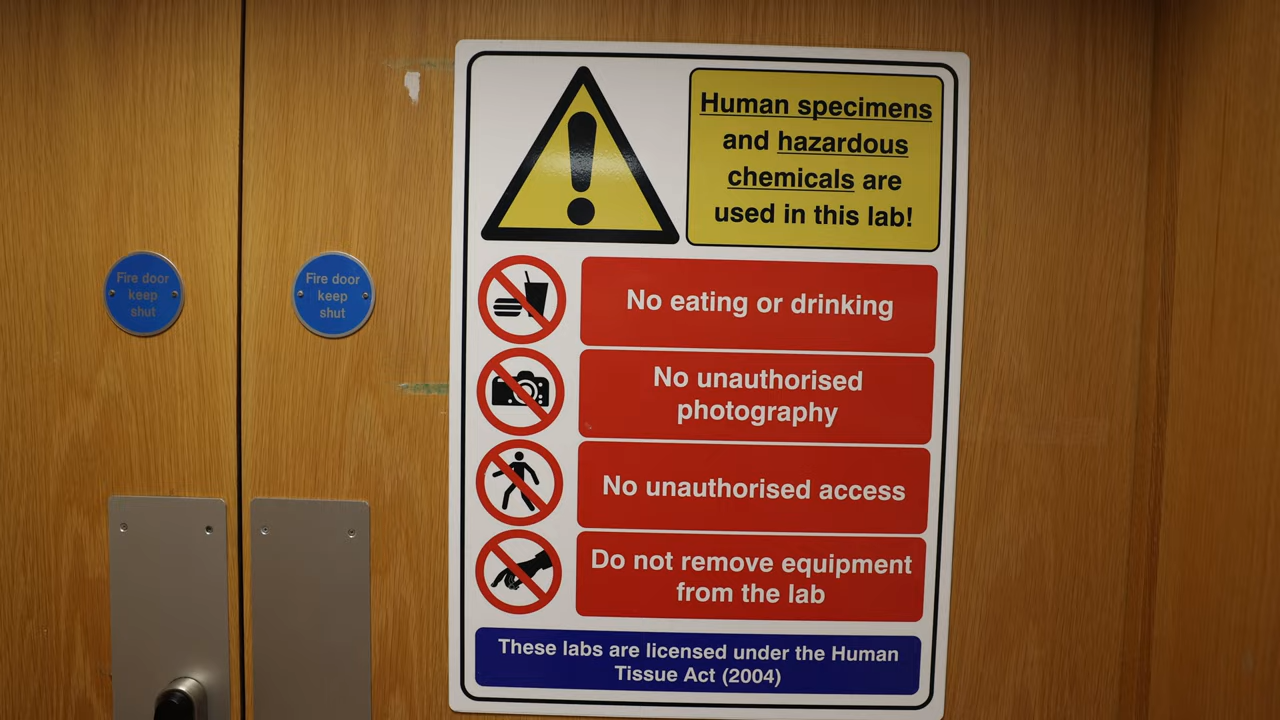 Fire door
keep
shut
Fire door
keep
shut
Human specimens
and hazardous
chemicals are
used in this lab!
No eating or drinking
No unauthorised
photography
No unauthorised access
Do not remove equipment
from the lab
These labs are licensed under the Human
Tissue Act (2004)